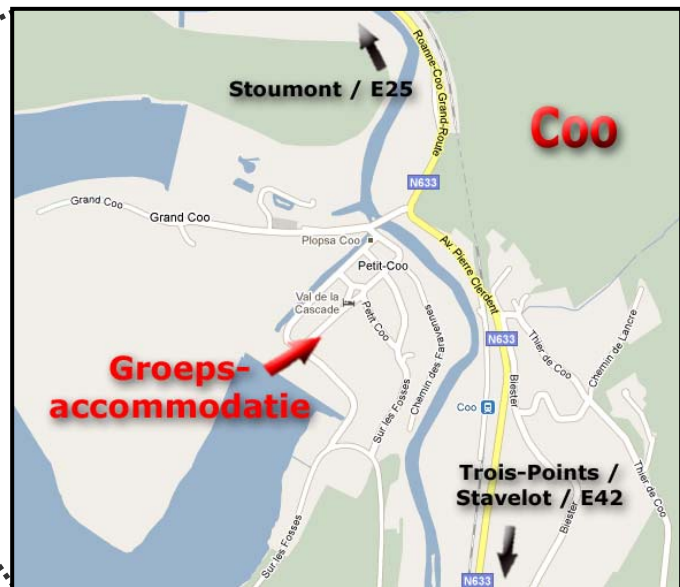 Stoumont / E25
Roanne-Coo Grand-Route
Coo
N633
Grand Coo
Grand Coo
Plopsa Coo
Av. Pierre Clerdent
Petit-Coo
Val de la
Cascade
Petit Coo
Chemin des Faravennes
N633
Thier de Coo
Chemin de Lancre
Groeps-
accommodatie
Biester
Coo
Sur les Fosses
Trois-Points /
Stavelot / E42
Thier de Coo
Biester
Sur les Fosses
N633